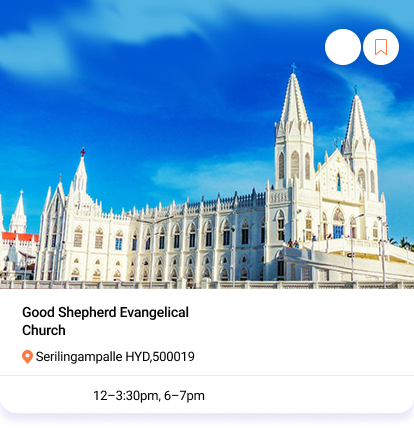 Good Shepherd Evangelical
Church
Serilingampalle HYD,500019
12–3:30pm, 6–7pm